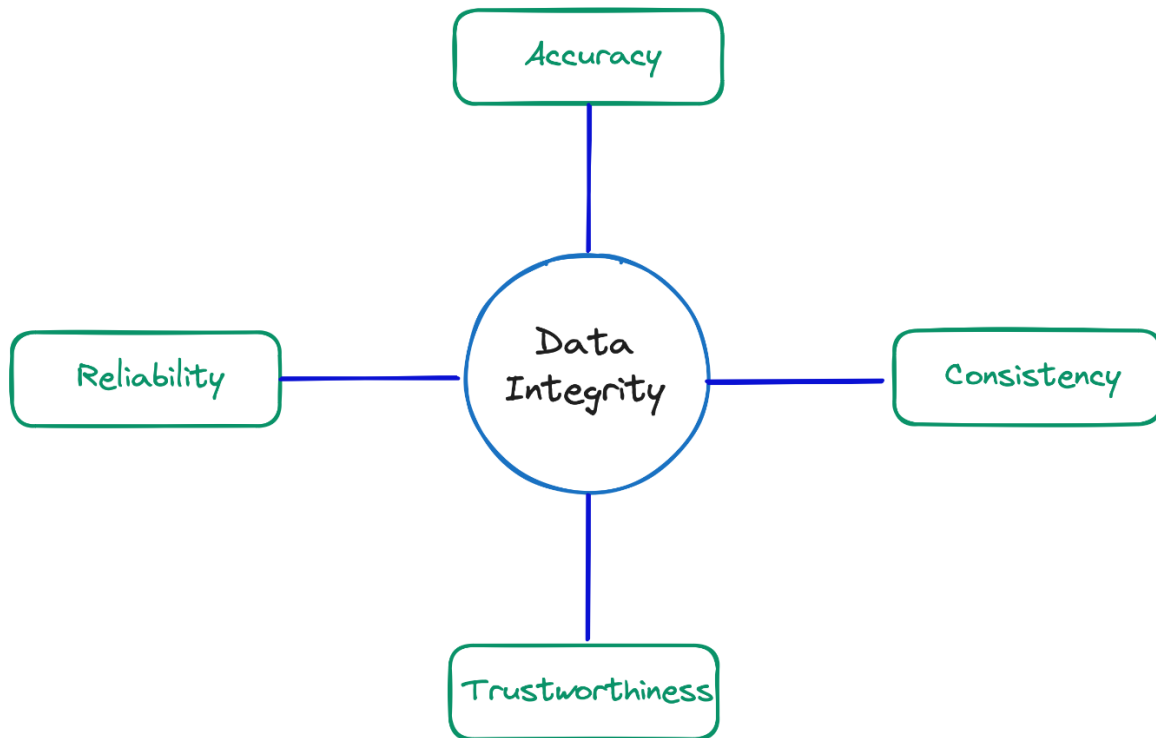 Accuracy
Reliability
Data
Integrity
Consistency
Trustworthiness